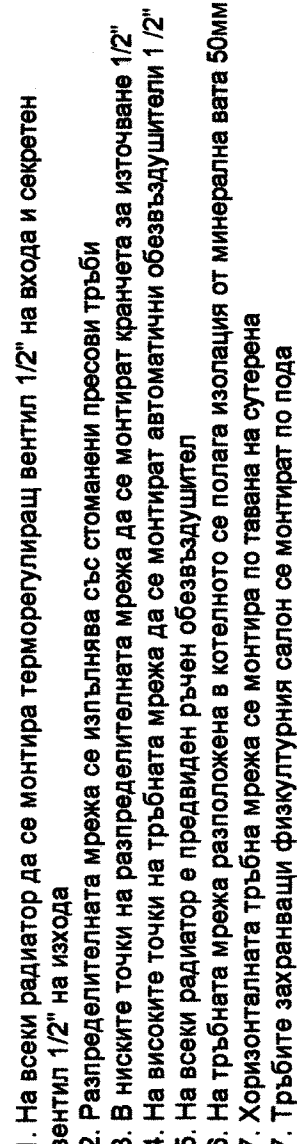 1. На всеки радиатор да се монтира терморегулиращ вентил 1/2" на входа и секретен
вентил 1/2" на изхода
2. Разпределителната мрежа се изпълнява със стоманени пресови тръби
3. В ниските точки на разпределителната мрежа да се монтират кранчета за източване 1/2"
4. На високите точки на тръбната мрежа да се монтират автоматични обезвъздушители 1 /2"
5. На всеки радиатор е предвиден ръчен обезвъздушител
6. На тръбната мрежа разположена в котелното се полага изолация от минерална вата 50мм
7. Хоризонталната тръбна мрежа се монтира по тавана на сутерена
7. Тръбите захранващи физкултурния салон се монтират по пода